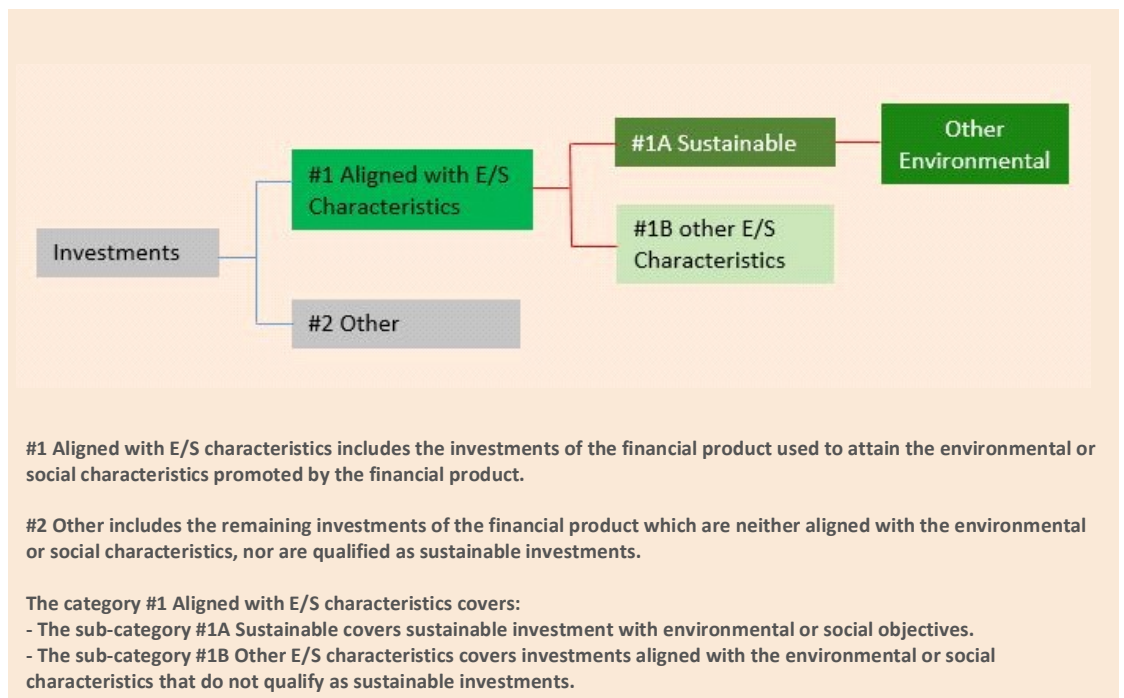 Investments
#1 Aligned with E/S
Characteristics
#2 Other
#1A Sustainable
#1B other E/S
Characteristics
Other
Environmental
#1 Aligned with E/S characteristics includes the investments of the financial product used to attain the environmental or
social characteristics promoted by the financial product.
#2 Other includes the remaining investments of the financial product which are neither aligned with the environmental
or social characteristics, nor are qualified as sustainable investments.
The category #1 Aligned with E/S characteristics covers:
- The sub-category #1A Sustainable covers sustainable investment with environmental or social objectives.
- The sub-category #1B Other E/S characteristics covers investments aligned with the environmental or social
characteristics that do not qualify as sustainable investments.